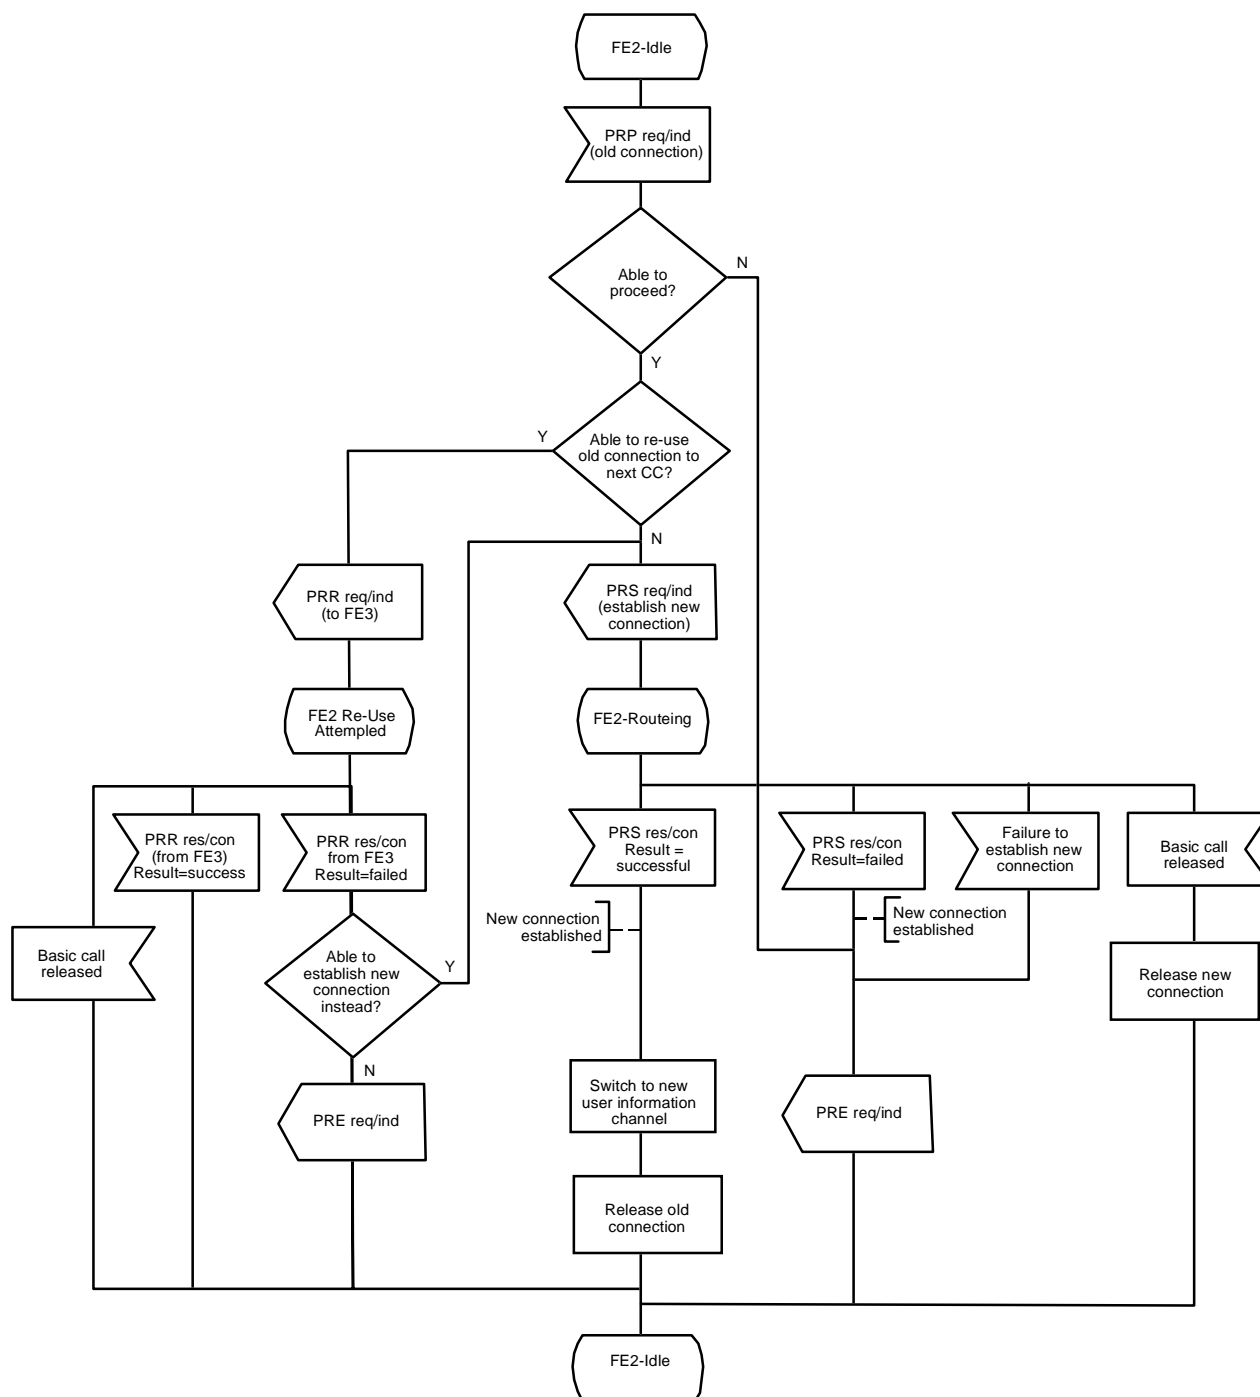 FE2-Idle
PRP req/ind
(old connection)
Able to
proceed?
N
Y
Able to re-use
old connection to
next CC?
Y
N
PRR req/ind
(to FE3)
PRS req/ind
(establish new
connection)
FE2 Re-Use
Attempled
FE2-Routeing
PRR res/con
(from FE3)
Result=success
PRR res/con
from FE3
Result=failed
PRS res/con
Result =
successful
PRS res/con
Result=failed
Failure to
establish new
connection
Basic call
released
New connection
established
New connection
established
Basic call
released
Able to
establish new
connection
instead?
Y
N
Release new
connection
PRE req/ind
Switch to new
user information
channel
PRE req/ind
Release old
connection
FE2-Idle